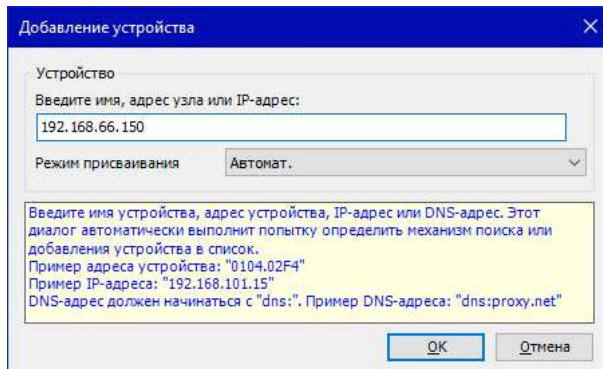 Добавление устройства
Устройство
Введите имя, адрес узла или IP-адрес:
192.168.66.150
Режим присваивания
Автомат.
Введите имя устройства, адрес устройства, IP-адрес или DNS-адрес. Этот
диалог автоматически выполнит попытку определить механизм поиска или
добавления устройства в список.
Пример адреса устройства: "0104.02F4"
Пример IP-адреса: "192.168.101.15"
DNS-адрес должен начинаться с "dns:". Пример DNS-адреса: "dns:proxy.net"
OK
Отмена